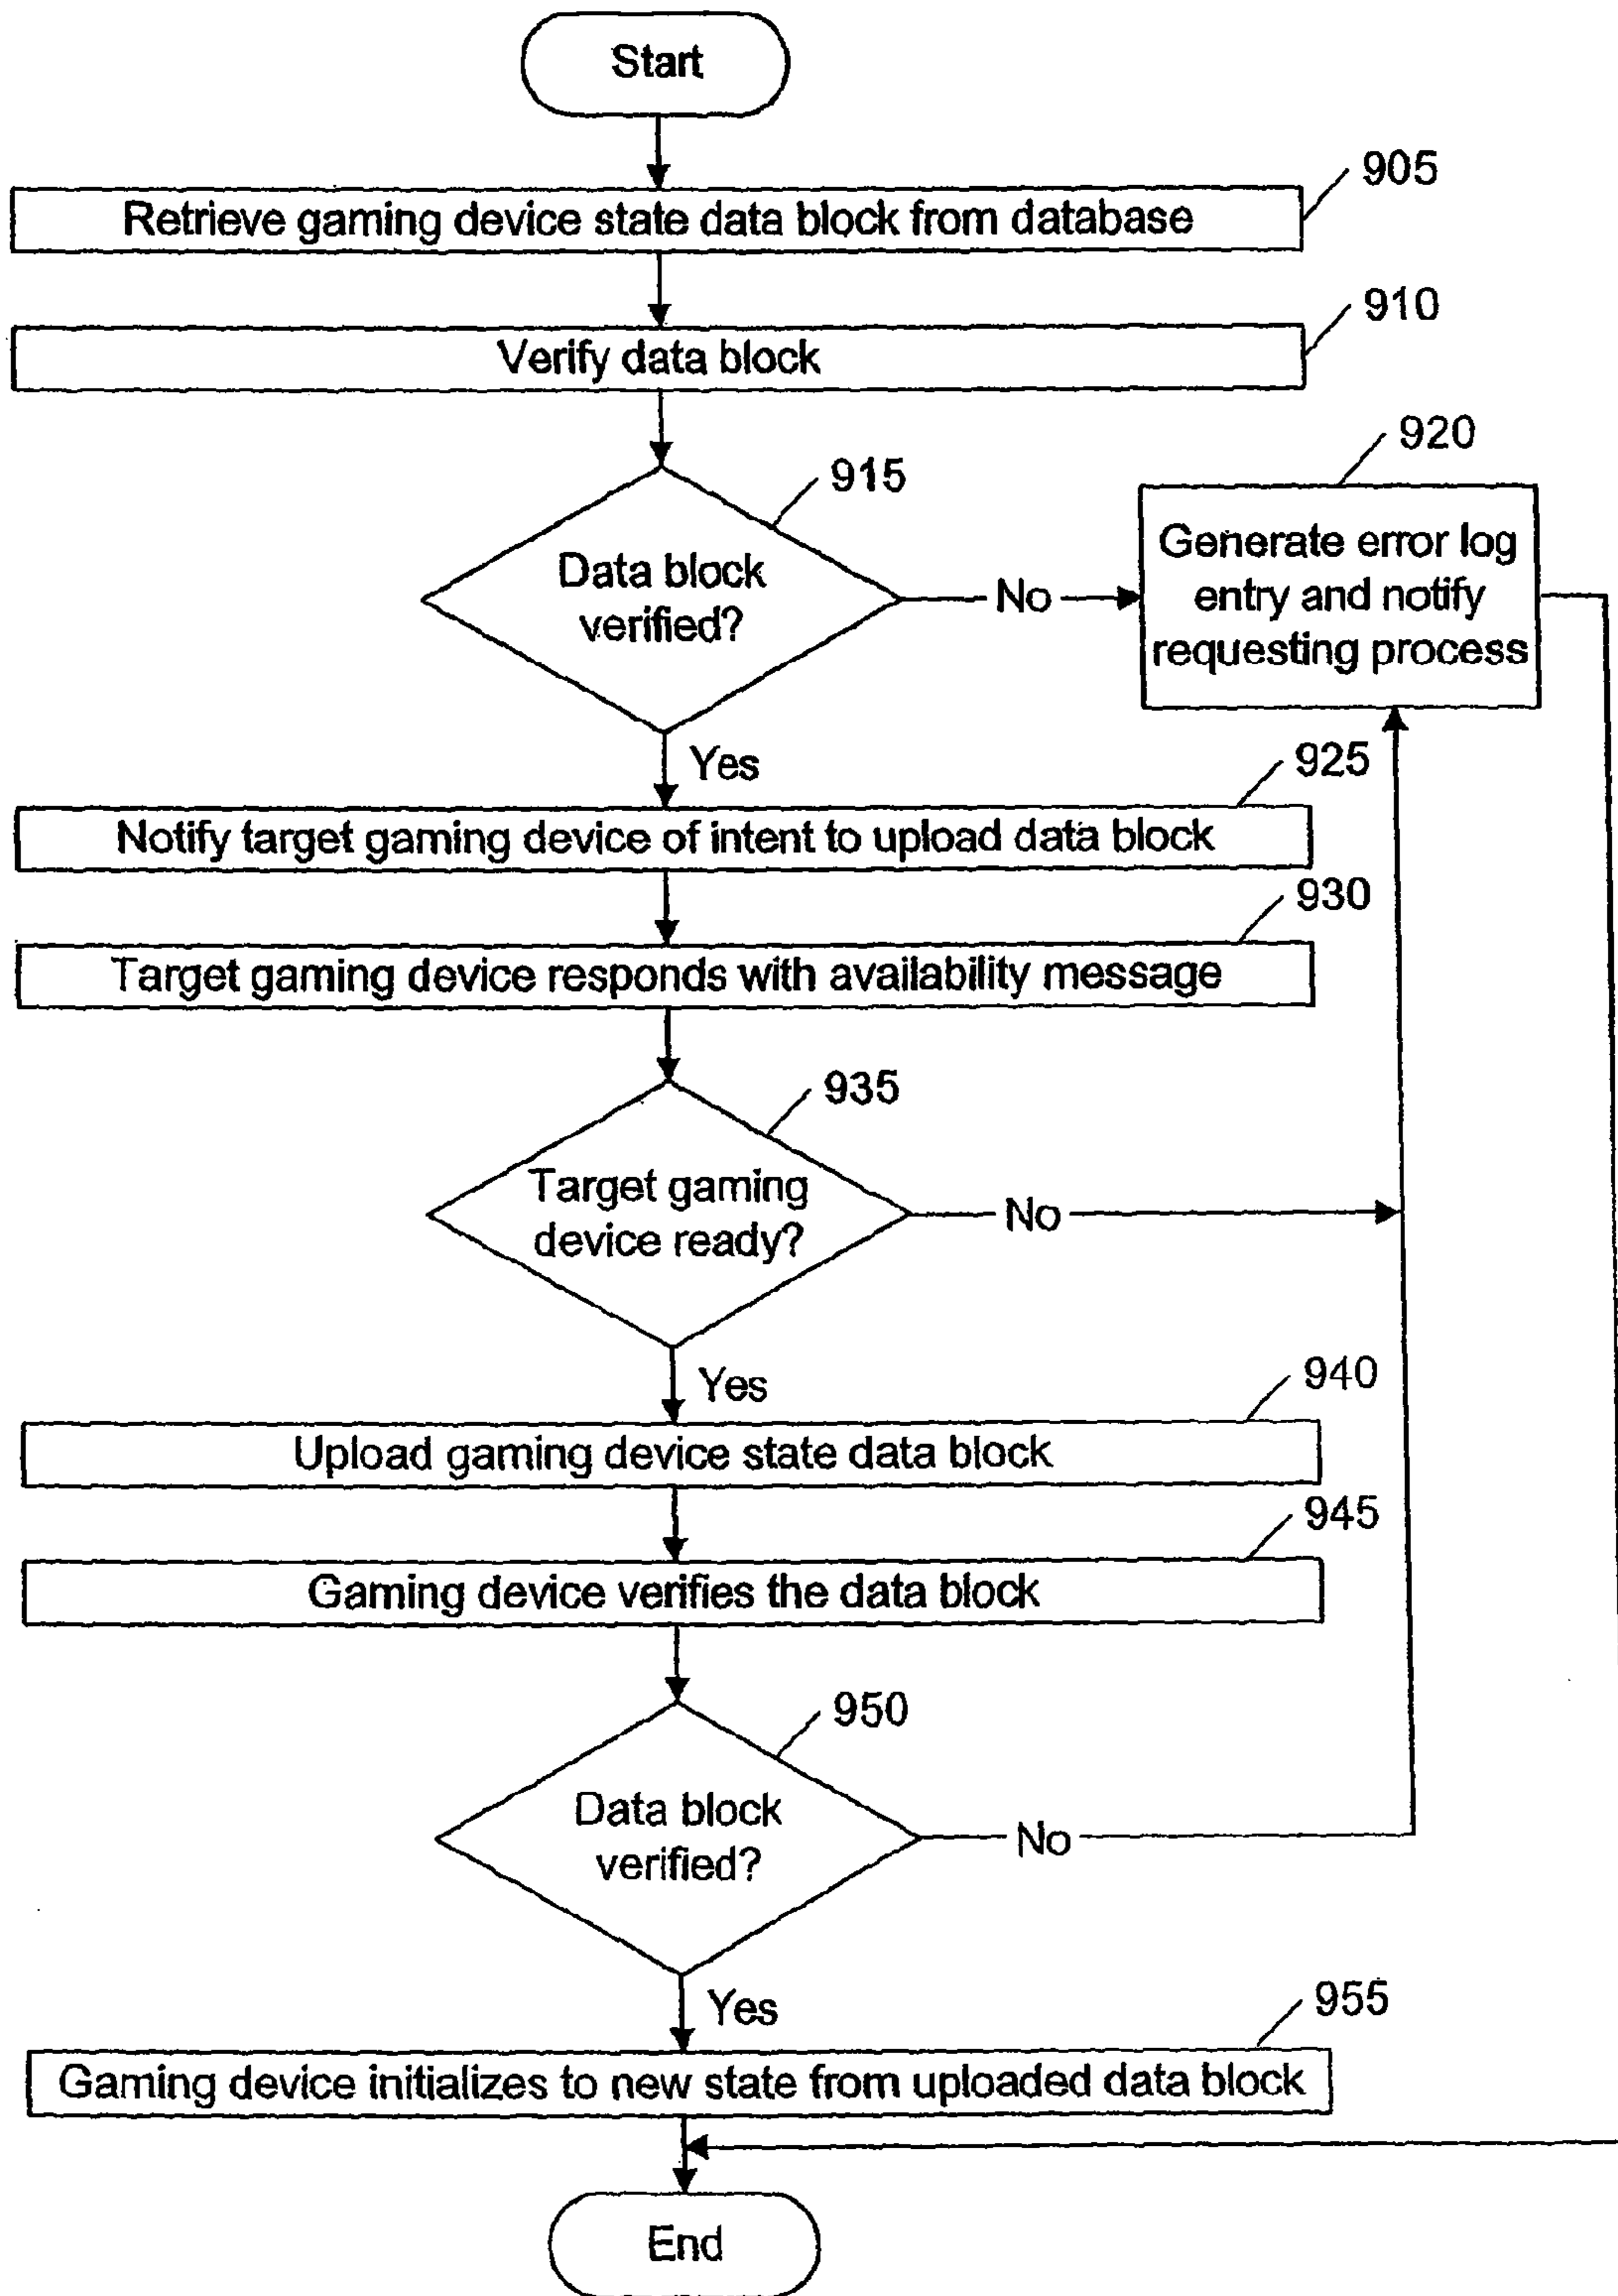 Start
905
Retrieve gaming device state data block from database
910
Verify data block
920
915
Data block
verified?
No
Generate error log
entry and notify
requesting process
Yes
925
Notify target gaming device of intent to upload data block
930
Target gaming device responds with availability message
935
Target gaming
device ready?
No
Yes
940
Upload gaming device state data block
945
Gaming device verifies the data block
950
Data block
verified?
No
Yes
955
Gaming device initializes to new state from uploaded data block
End